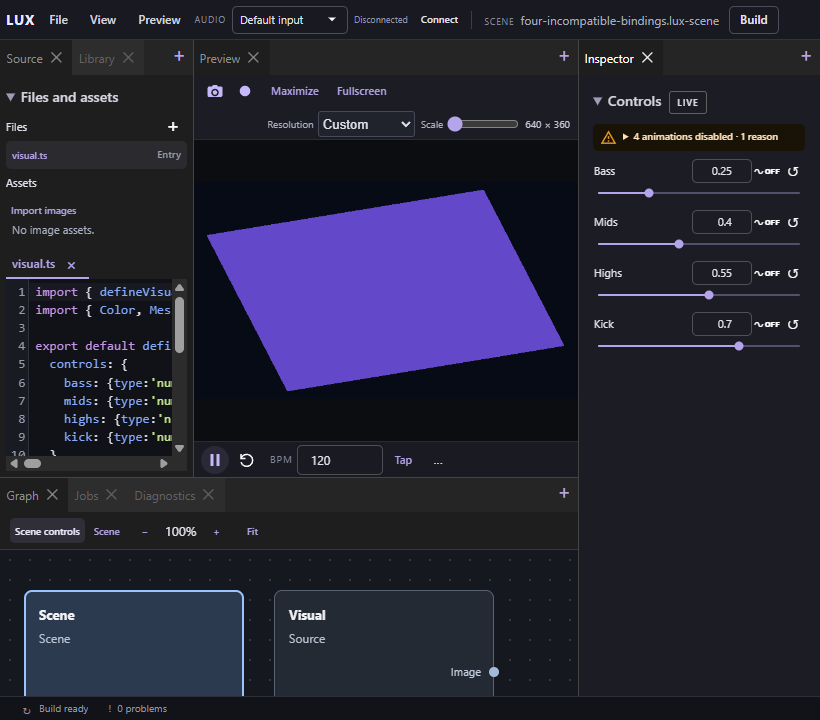 LUX File View Preview AUDIO Default input Disconnected Connect SCENE four-incompatible-bindings.lux-scene Build
Source Library +
Files and assets
Files +
visual.ts Entry
Assets
Import images
No image assets.
visual.ts x
1 import { defineVisu
2 import { Color, Mes
3
4 export default defi
5 controls: {
6 bass: {type:'nu
7 mids: {type:'nu
8 highs: {type:'n
9 kick: {type:'nu
10 }
Preview +
Maximize Fullscreen
Resolution Custom Scale 640 × 360
BPM 120 Tap ...
Graph Jobs Diagnostics +
Scene controls Scene − 100% + Fit
Scene
Scene
Visual
Source
Image
Inspector +
Controls LIVE
4 animations disabled · 1 reason
Bass 0.25 OFF
Mids 0.4 OFF
Highs 0.55 OFF
Kick 0.7 OFF
Build ready ! 0 problems